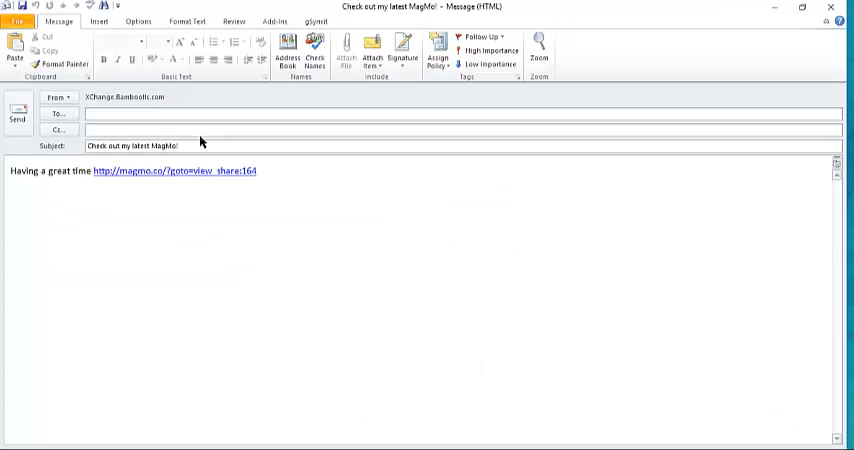 Check out my latest MagMo! - Message (HTML)
File Message Insert Options Format Text Review Add-Ins gSyncit
Cut
Copy
Paste Format Painter
Clipboard
B I U
Basic Text
Address Book Check Names
Names
Attach File Attach Item Signature
Include
Assign Policy
Follow Up
High Importance
Low Importance
Tags
Zoom
Zoom
Send
From XChange.Bamboollc.com
To...
Cc...
Subject: Check out my latest MagMo!
Having a great time http://magmo.co/?goto=view_share:164